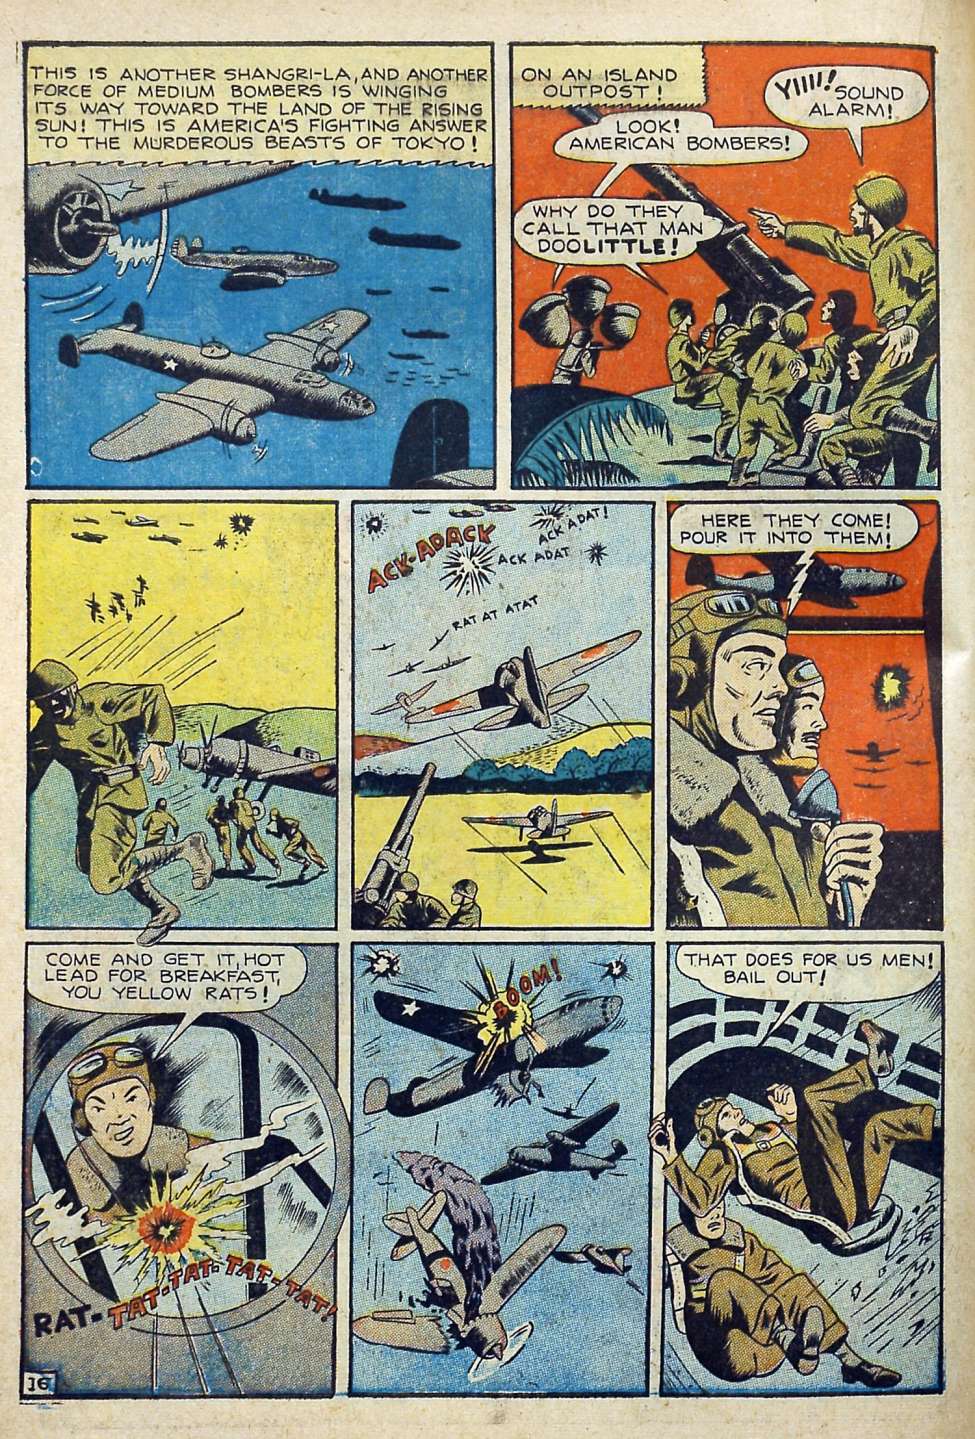 THIS IS ANOTHER SHANGRI-LA, AND ANOTHER
FORCE OF MEDIUM BOMBERS IS WINGING
ITS WAY TOWARD THE LAND OF THE RISING
SUN! THIS IS AMERICA'S FIGHTING ANSWER
TO THE MURDEROUS BEASTS OF TOKYO!
ON AN ISLAND
OUTPOST!
YIIII! SOUND
ALARM!
LOOK!
AMERICAN BOMBERS!
WHY DO THEY
CALL THAT MAN
DOOLITTLE!
ACK-ADACK
ACK ADAT!
ACK ADAT
RAT AT ATAT
HERE THEY COME!
POUR IT INTO THEM!
COME AND GET IT, HOT
LEAD FOR BREAKFAST,
YOU YELLOW RATS!
RAT-TAT-TAT-TAT-TAT!
BOOM!
THAT DOES FOR US MEN!
BAIL OUT!
16